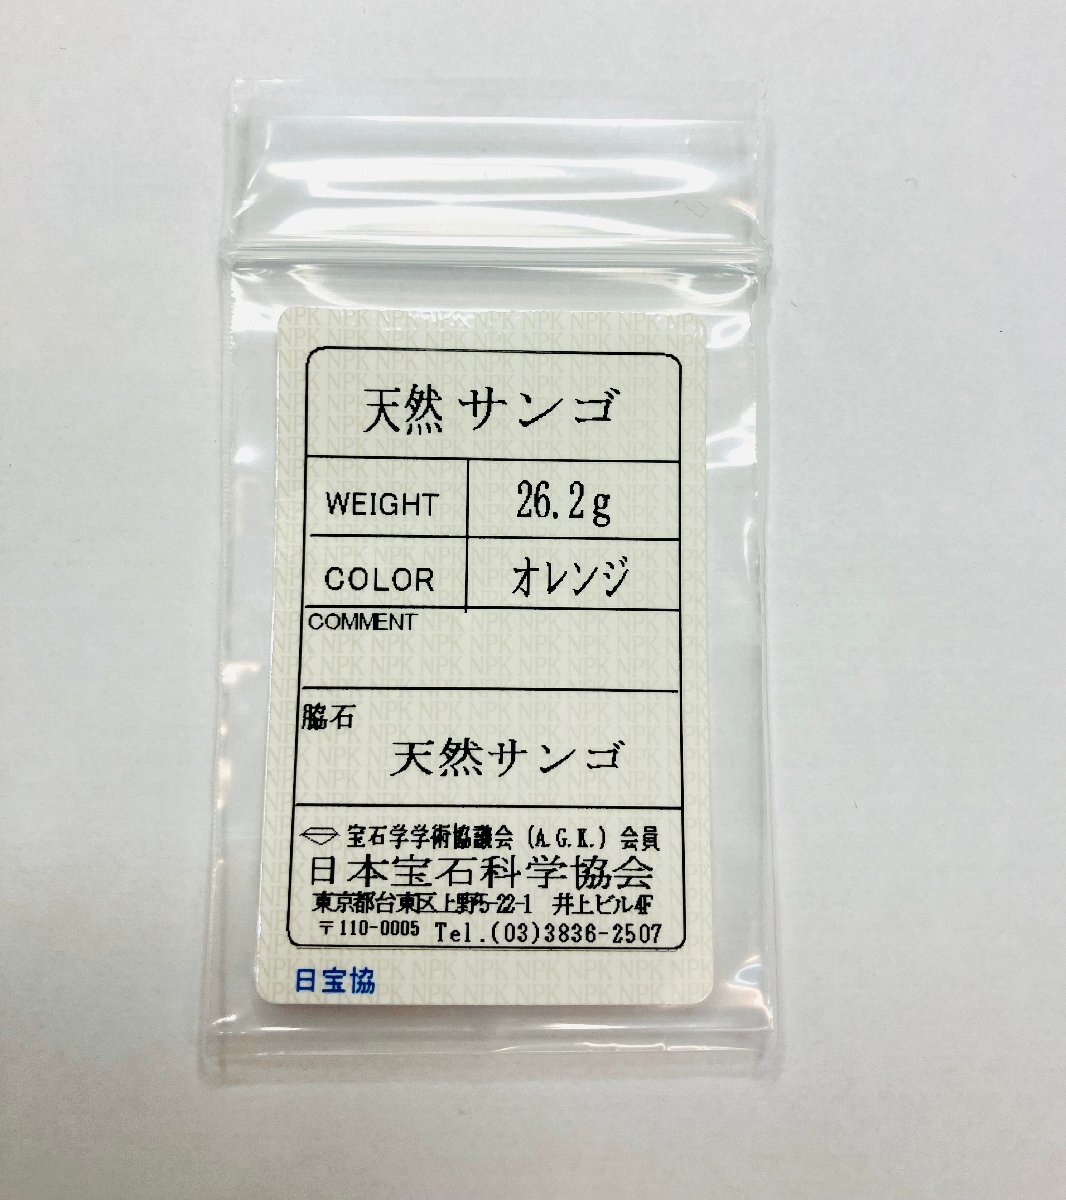 天然 サンゴ
WEIGHT 26.2g
COLOR オレンジ
COMMENT
脇石
天然サンゴ
宝石学学術協議会 (A.G.K.) 会員
日本宝石科学協会
東京都台東区上野5-22-1 井上ビル4F
〒110-0005 Tel.(03)3836-2507
日宝協